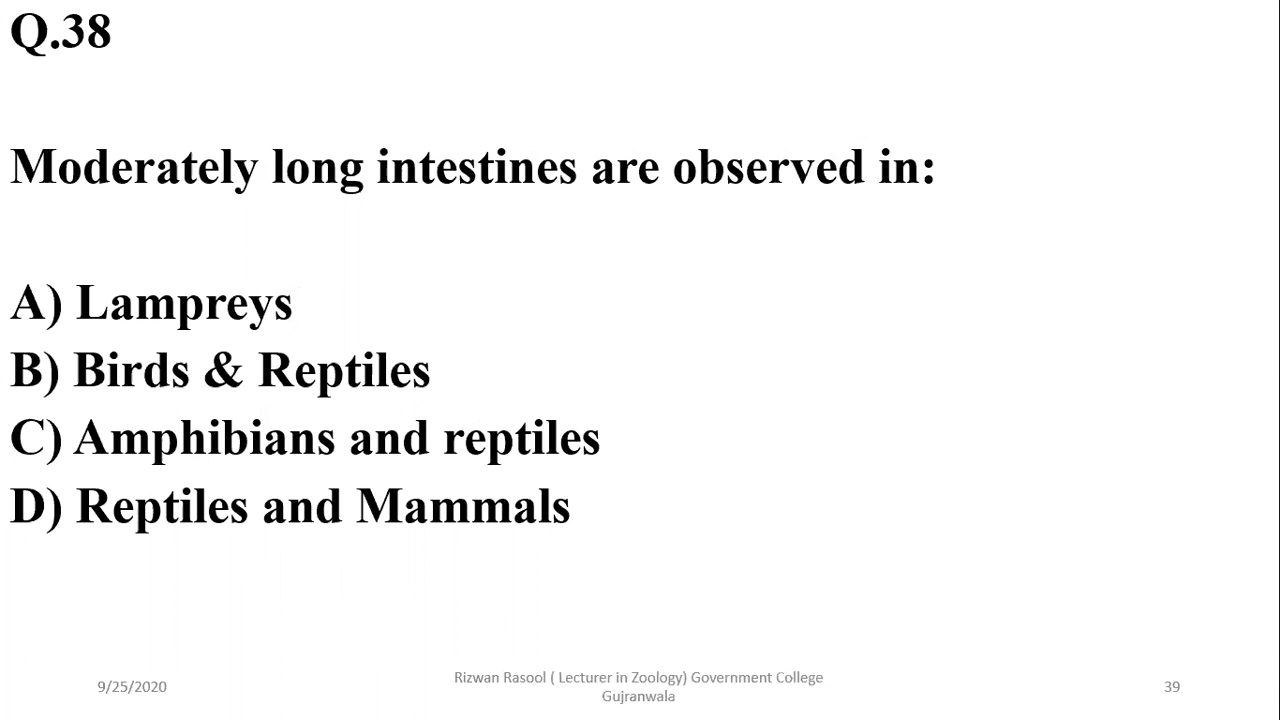 Q.38
Moderately long intestines are observed in:
A) Lampreys
B) Birds & Reptiles
C) Amphibians and reptiles
D) Reptiles and Mammals
9/25/2020
Rizwan Rasool ( Lecturer in Zoology) Government College
Gujranwala
39